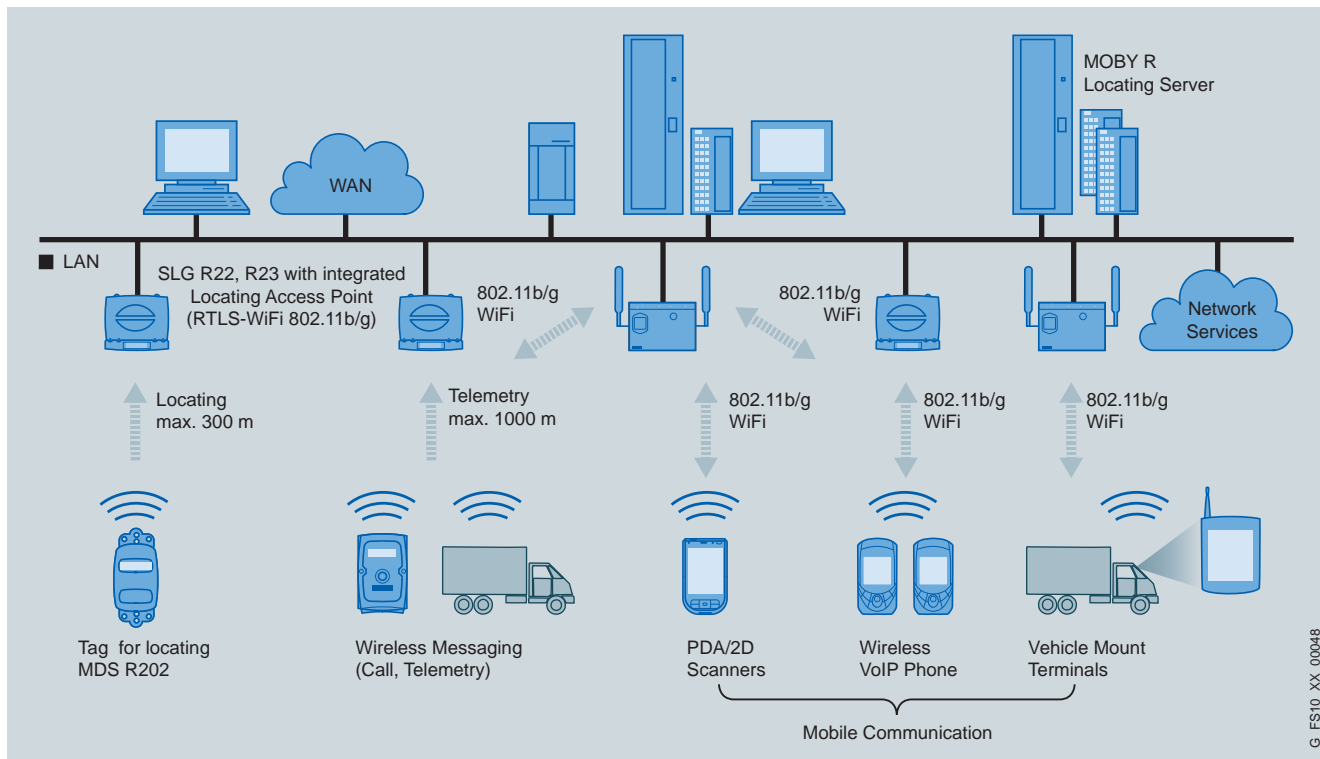 MOBY R
Locating Server
WAN
LAN
SLG R22, R23 with integrated
Locating Access Point
(RTLS-WiFi 802.11b/g)
802.11b/g
WiFi
802.11b/g
WiFi
Network
Services
Locating
max. 300 m
Telemetry
max. 1000 m
802.11b/g
WiFi
802.11b/g
WiFi
802.11b/g
WiFi
Tag for locating
MDS R202
Wireless Messaging
(Call, Telemetry)
PDA/2D
Scanners
Wireless
VoIP Phone
Vehicle Mount
Terminals
Mobile Communication
G_FS10_XX_00048